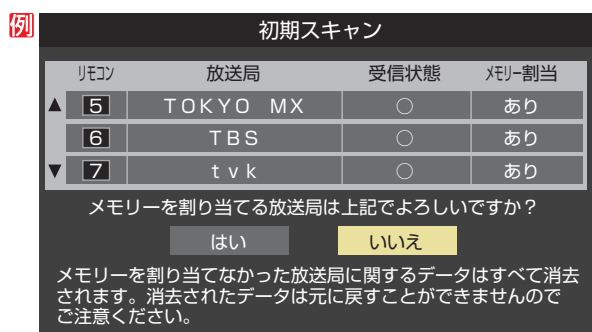 例
初期スキャン
リモコン 放送局 受信状態 メモリー割当
▲ 5 TOKYO MX ○ あり
6 TBS ○ あり
▼ 7 tvk ○ あり
メモリーを割り当てる放送局は上記でよろしいですか？
はい いいえ
メモリーを割り当てなかった放送局に関するデータはすべて消去
されます。消去されたデータは元に戻すことができませんので
ご注意ください。